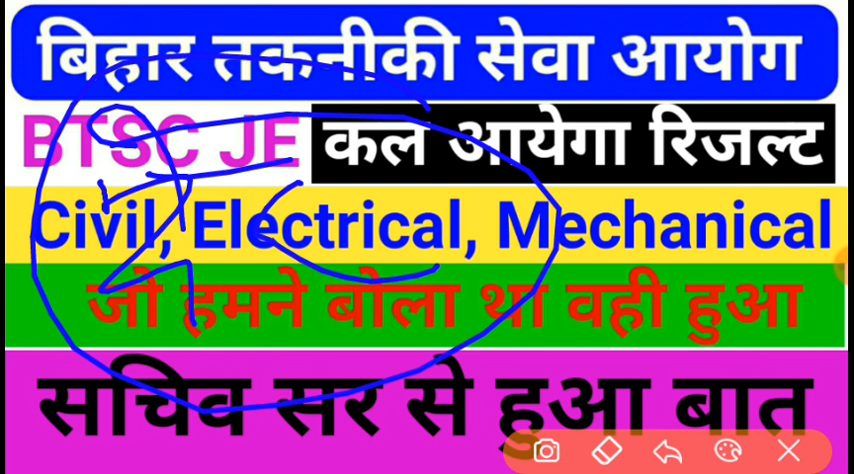 बिहार तकनीकी सेवा आयोग
BTSC JE कल आयेगा रिजल्ट
Civil, Electrical, Mechanical
जो हमने बोला था वही हुआ
सचिव सर से हुआ बात